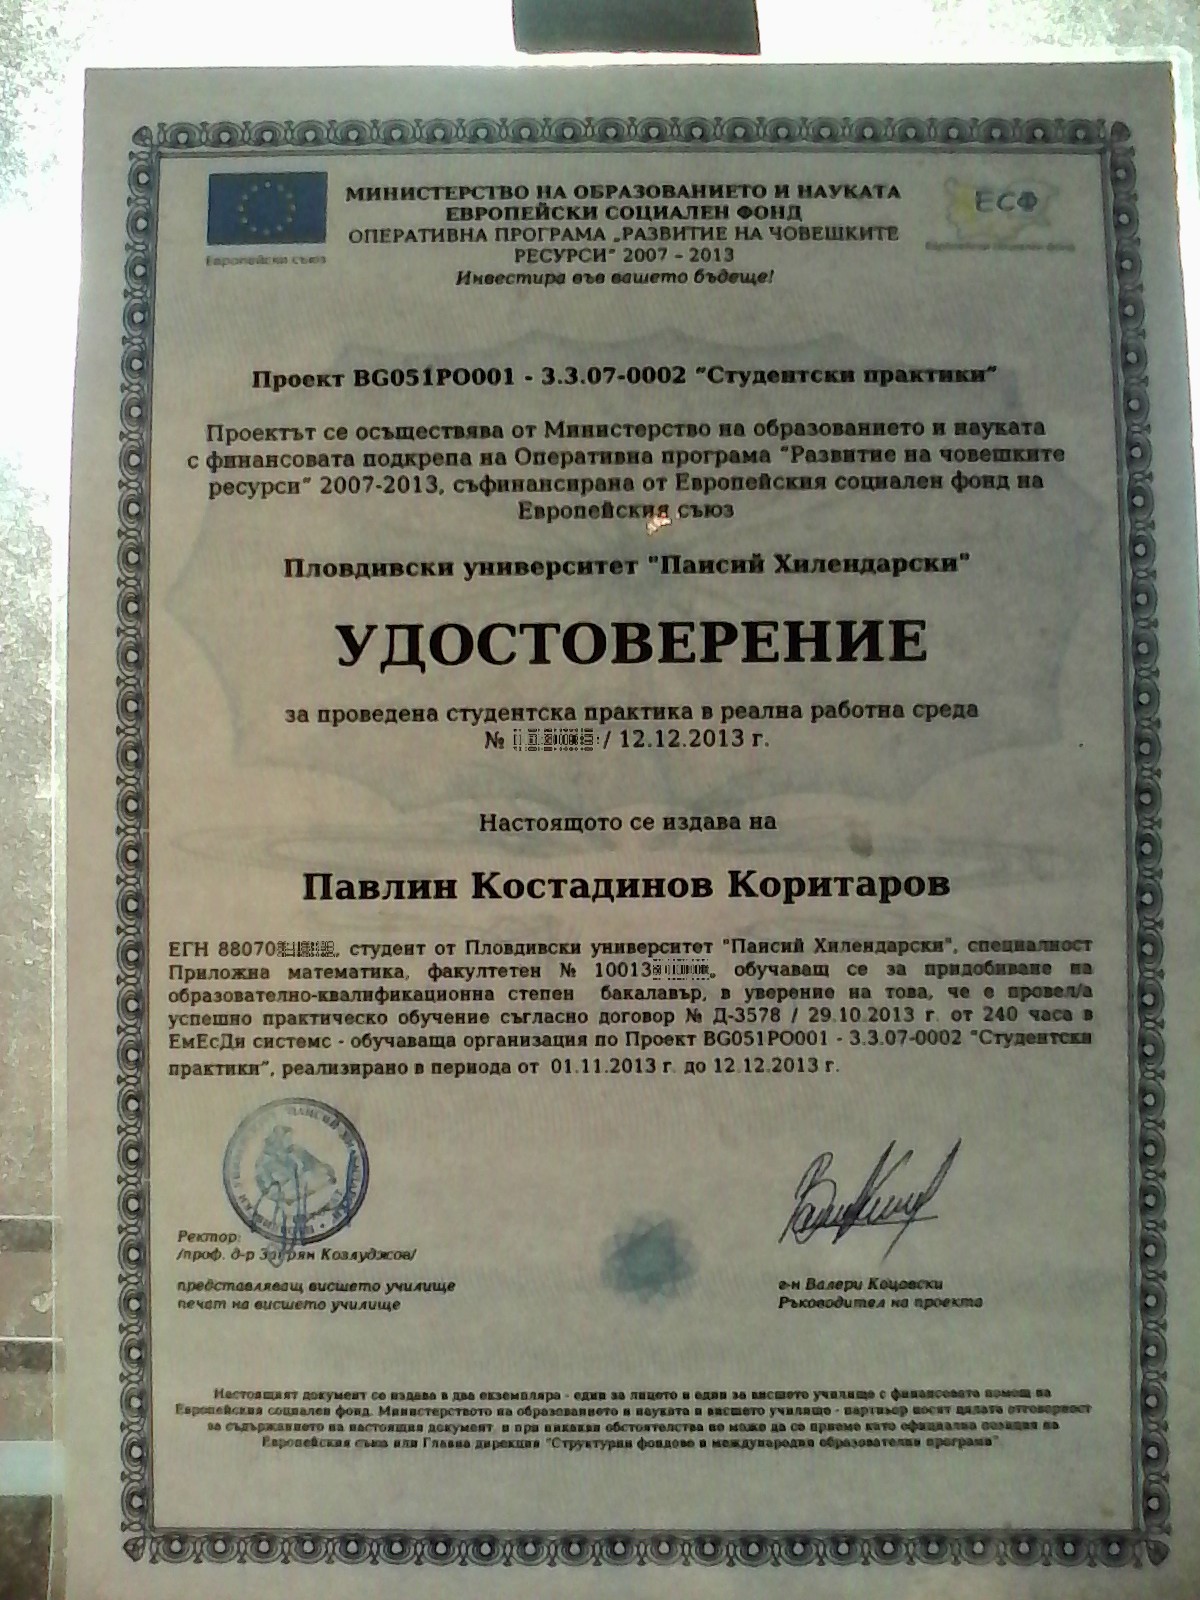 МИНИСТЕРСТВО НА ОБРАЗОВАНИЕТО И НАУКАТА
ЕВРОПЕЙСКИ СОЦИАЛЕН ФОНД
ОПЕРАТИВНА ПРОГРАМА „РАЗВИТИЕ НА ЧОВЕШКИТЕ
РЕСУРСИ" 2007 - 2013
Инвестира във вашето бъдеще!
Европейски съюз
ЕСФ
Европейски социален фонд
Проект BG051PO001 - 3.3.07-0002 "Студентски практики"
Проектът се осъществява от Министерство на образованието и науката
с финансовата подкрепа на Оперативна програма "Развитие на човешките
ресурси" 2007-2013, съфинансирана от Европейския социален фонд на
Европейския съюз
Пловдивски университет "Паисий Хилендарски"
УДОСТОВЕРЕНИЕ
за проведена студентска практика в реална работна среда
№ / 12.12.2013 г.
Настоящото се издава на
Павлин Костадинов Коритаров
ЕГН 88070, студент от Пловдивски университет "Паисий Хилендарски", специалност
Приложна математика, факултетен № 10013, обучаващ се за придобиване на
образователно-квалификационна степен бакалавър, в уверение на това, че е провел/а
успешно практическо обучение съгласно договор № Д-3578 / 29.10.2013 г. от 240 часа в
ЕмЕсДи системс - обучаваща организация по Проект BG051PO001 - 3.3.07-0002 "Студентски
практики", реализирано в периода от 01.11.2013 г. до 12.12.2013 г.
Ректор:
/проф. д-р Запрян Козлуджов/
представляващ висшето училище
печат на висшето училище
г-н Валери Коцовски
Ръководител на проекта
Настоящият документ се издава в два екземпляра - един за лицето и един за висшето училище с финансовата помощ на
Европейския социален фонд. Министерството на образованието и науката и висшето училище - партньор носят цялата отговорност
за съдържанието на настоящия документ, и при никакви обстоятелства не може да се приеме като официална позиция на
Европейския съюз или Главна дирекция "Структурни фондове и международни образователни програми"